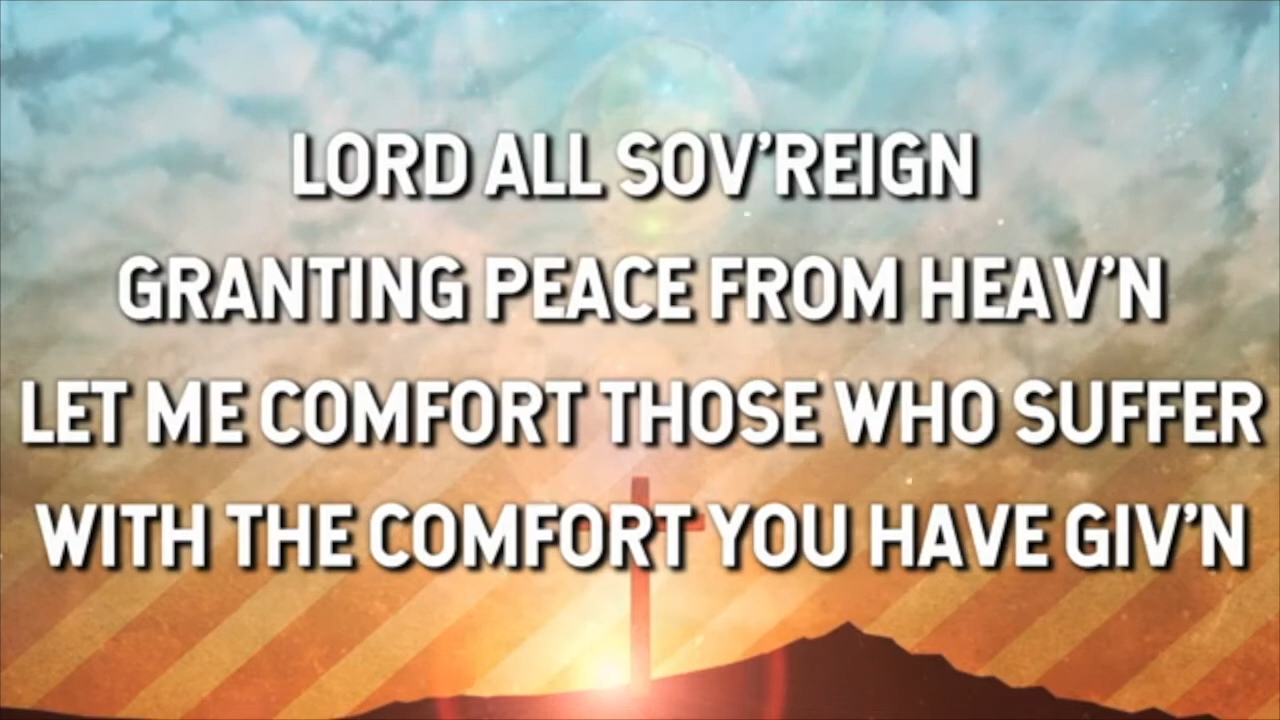 LORD ALL SOV’REIGN
GRANTING PEACE FROM HEAV’N
LET ME COMFORT THOSE WHO SUFFER
WITH THE COMFORT YOU HAVE GIV’N